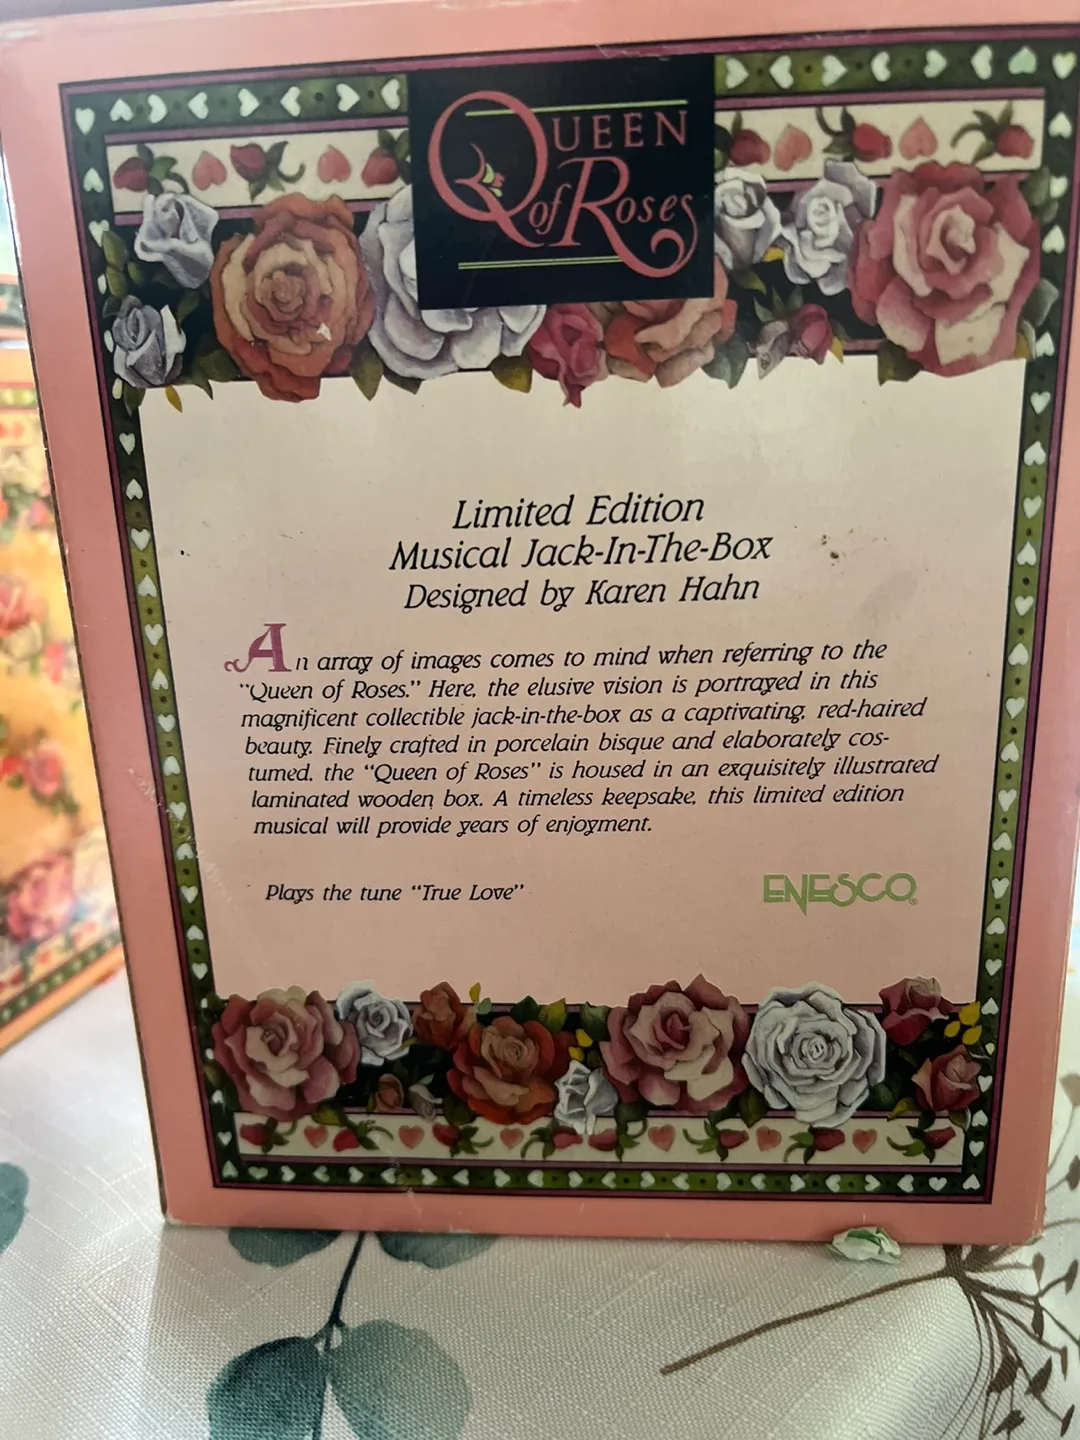 QUEEN
of ROSES
Limited Edition
Musical Jack-In-The-Box
Designed by Karen Hahn
An array of images comes to mind when referring to the
"Queen of Roses." Here, the elusive vision is portrayed in this
magnificent collectible jack-in-the-box as a captivating, red-haired
beauty. Finely crafted in porcelain bisque and elaborately cos-
tumed, the "Queen of Roses" is housed in an exquisitely illustrated
laminated wooden box. A timeless keepsake, this limited edition
musical will provide years of enjoyment.
Plays the tune "True Love"
ENESCO®